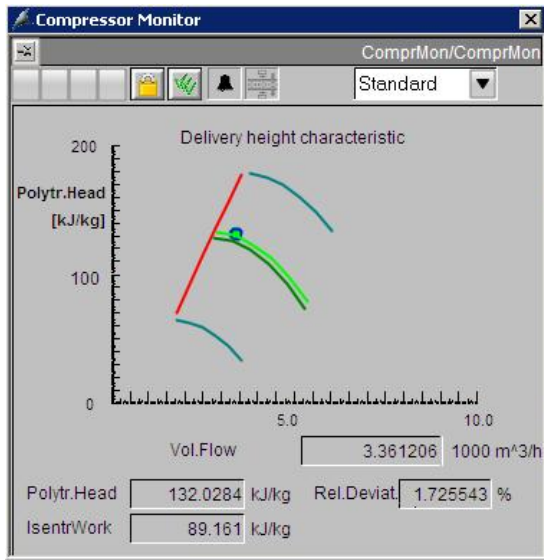 Compressor Monitor
ComprMon/ComprMon
Standard
Delivery height characteristic
200
Polytr.Head
[kJ/kg]
100
0
5.0
10.0
Vol.Flow 3.361206 1000 m^3/h
Polytr.Head 132.0284 kJ/kg Rel.Deviat. 1.725543 %
IsentrWork 89.161 kJ/kg